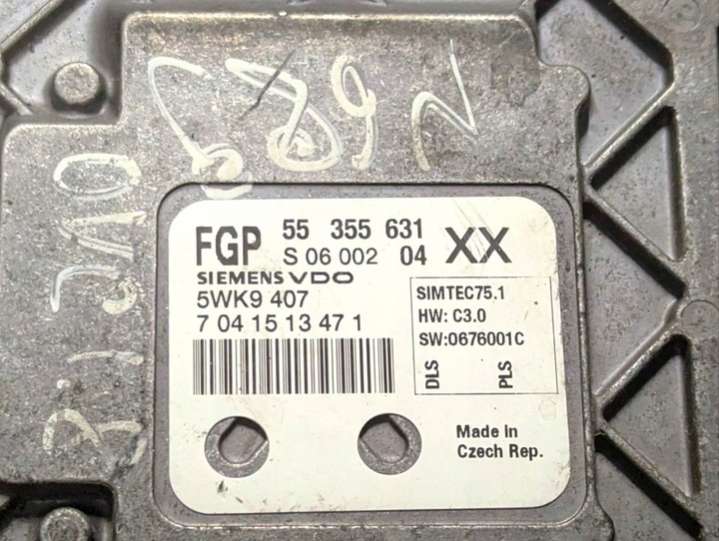 FGP 55 355 631 XX
S 06 002 04
SIEMENS VDO
5WK9 407
7 04 15 13 47 1
SIMTEC75.1
HW: C3.0
SW:0676001C
DLS PLS
Made in
Czech Rep.